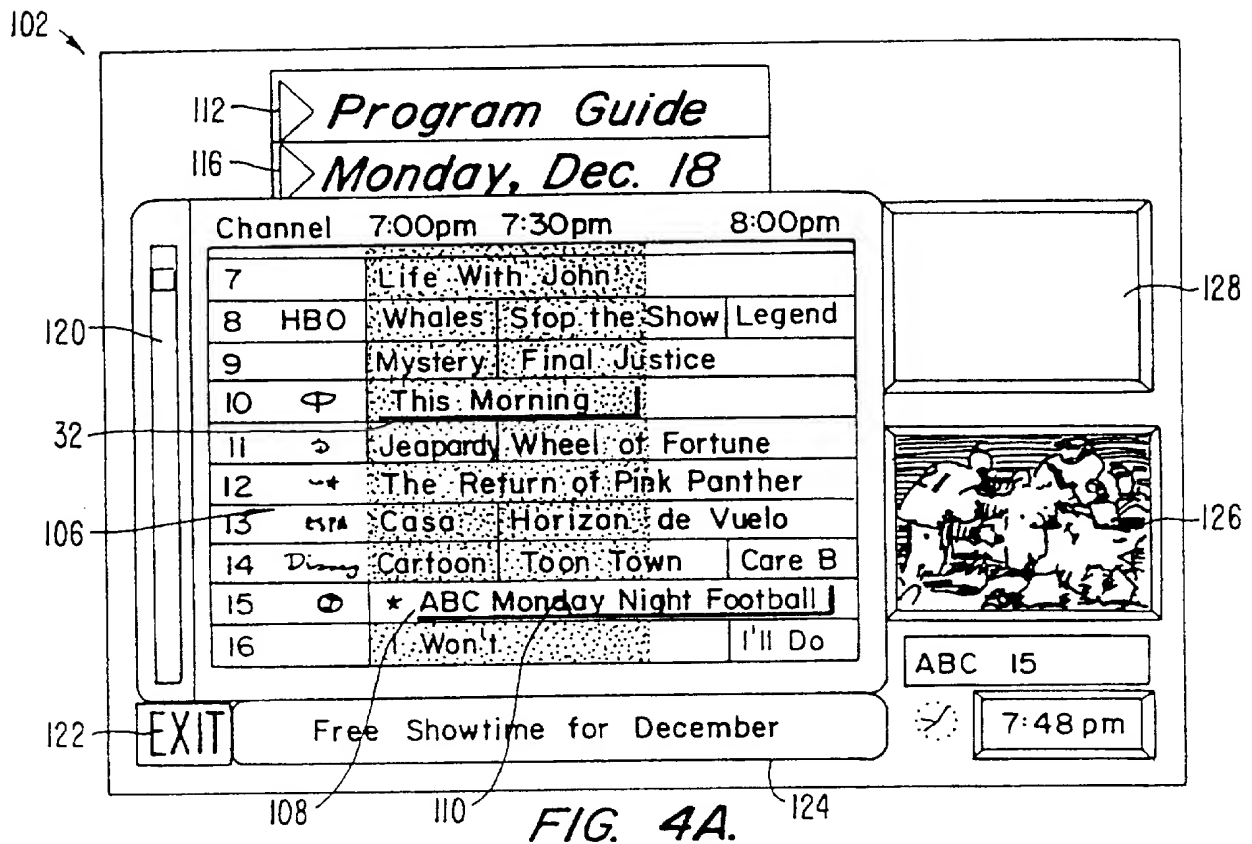 102
112 Program Guide
116 Monday, Dec. 18
Channel 7:00pm 7:30pm 8:00pm
7 Life With John
8 HBO Whales Stop the Show Legend
9 Mystery Final Justice
10 This Morning
11 Jeapardy Wheel of Fortune
12 The Return of Pink Panther
13 Casa Horizon de Vuelo
14 Disney Cartoon Toon Town Care B
15 ★ ABC Monday Night Football
16 I Won't I'll Do
120
32
106
128
126
ABC 15
7:48pm
122 EXIT Free Showtime for December
108
110
124
FIG. 4A.